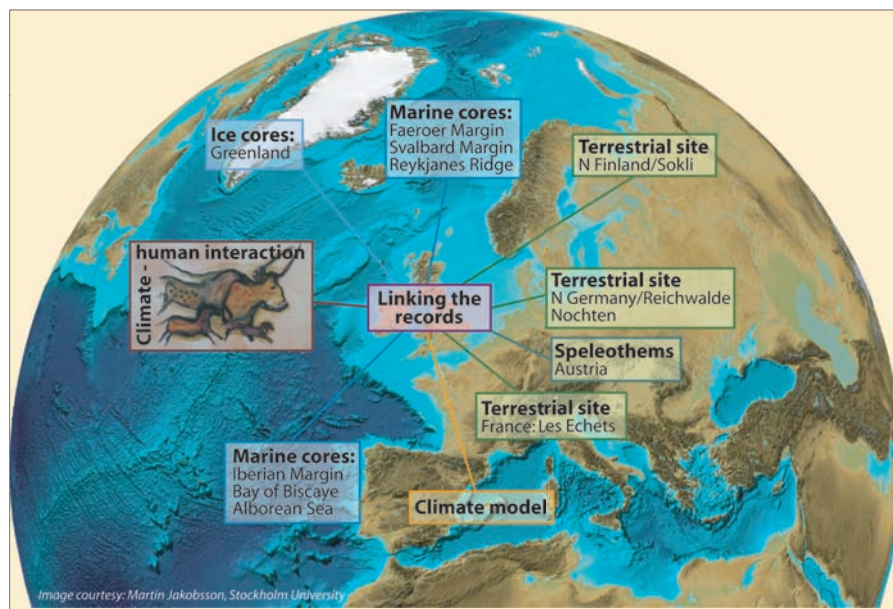 Ice cores:
Greenland
Marine cores:
Faeroer Margin
Svalbard Margin
Reykjanes Ridge
Terrestrial site
N Finland/Sokli
Climate -
human interaction
Linking the
records
Terrestrial site
N Germany/Reichwalde
Nochten
Speleothems
Austria
Terrestrial site
France: Les Echets
Marine cores:
Iberian Margin
Bay of Biscaye
Alborean Sea
Climate model
Image courtesy: Martin Jakobsson, Stockholm University